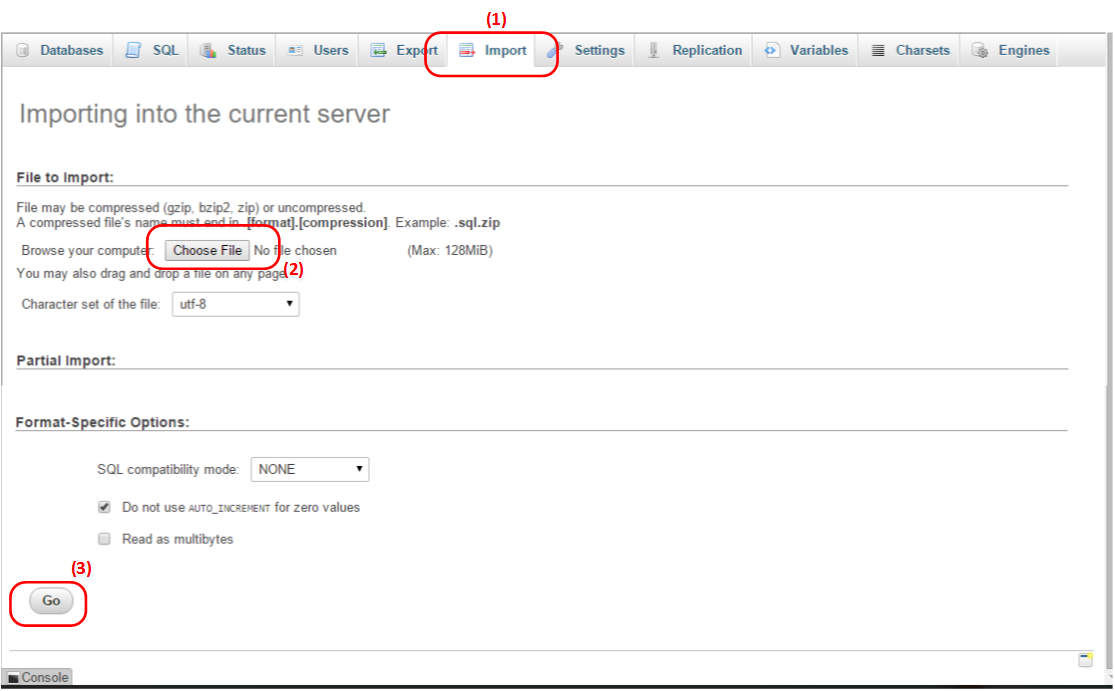 (1)
Databases SQL Status Users Export Import Settings Replication Variables Charsets Engines
Importing into the current server
File to Import:
File may be compressed (gzip, bzip2, zip) or uncompressed.
A compressed file's name must end in .[format].[compression]. Example: .sql.zip
Browse your computer: Choose File No file chosen (Max: 128MiB)
(2)
You may also drag and drop a file on any page.
Character set of the file: utf-8
Partial Import:
Format-Specific Options:
SQL compatibility mode: NONE
Do not use AUTO_INCREMENT for zero values
Read as multibytes
(3)
Go
Console